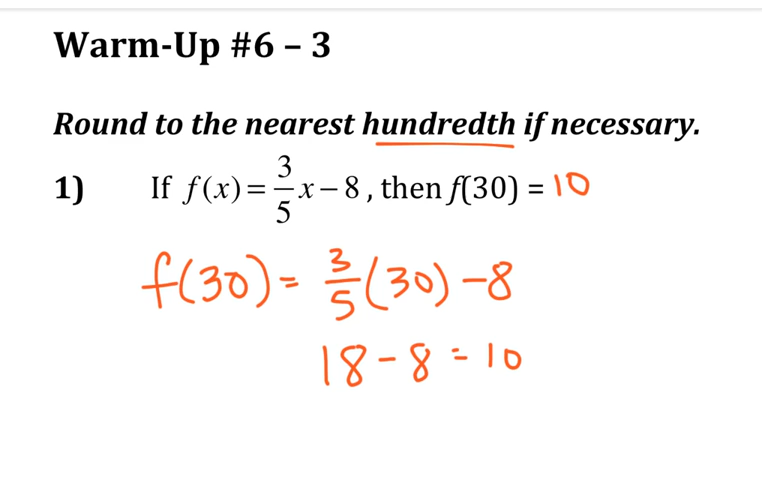 Warm-Up #6 – 3
Round to the nearest hundredth if necessary.
1) If f(x) = 3/5 x – 8, then f(30) = 10
f(30) = 3/5 (30) – 8
18 – 8 = 10